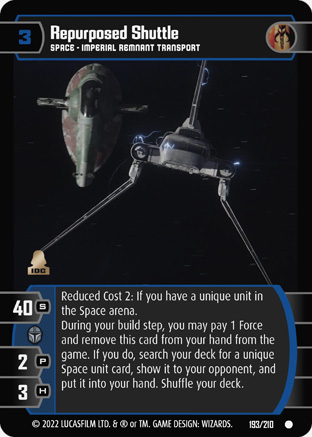 3
Repurposed Shuttle
SPACE - IMPERIAL REMNANT TRANSPORT
IDC
40 S
2 P
3 H
Reduced Cost 2: If you have a unique unit in
the Space arena.
During your build step, you may pay 1 Force
and remove this card from your hand from the
game. If you do, search your deck for a unique
Space unit card, show it to your opponent, and
put it into your hand. Shuffle your deck.
© 2022 LUCASFILM LTD. & ® or TM. GAME DESIGN: WIZARDS. 193/210